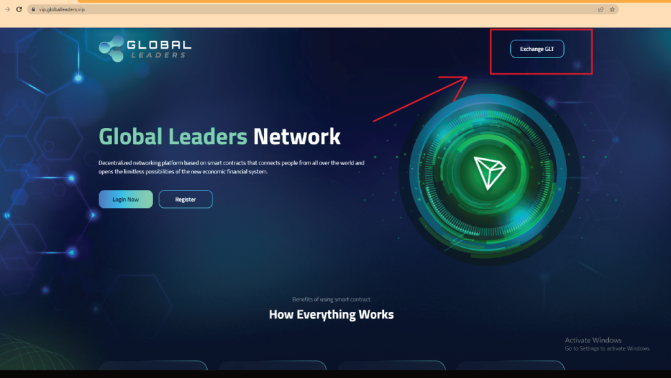 vip.globalleaders.vip
GLOBAL
LEADERS
Exchange GLT
Global Leaders Network
Decentralized networking platform based on smart contracts that connects people from all over the world and
opens the limitless possibilities of the new economic financial system.
Login Now
Register
Benefits of using smart contract
How Everything Works
Activate Windows
Go to Settings to activate Windows.